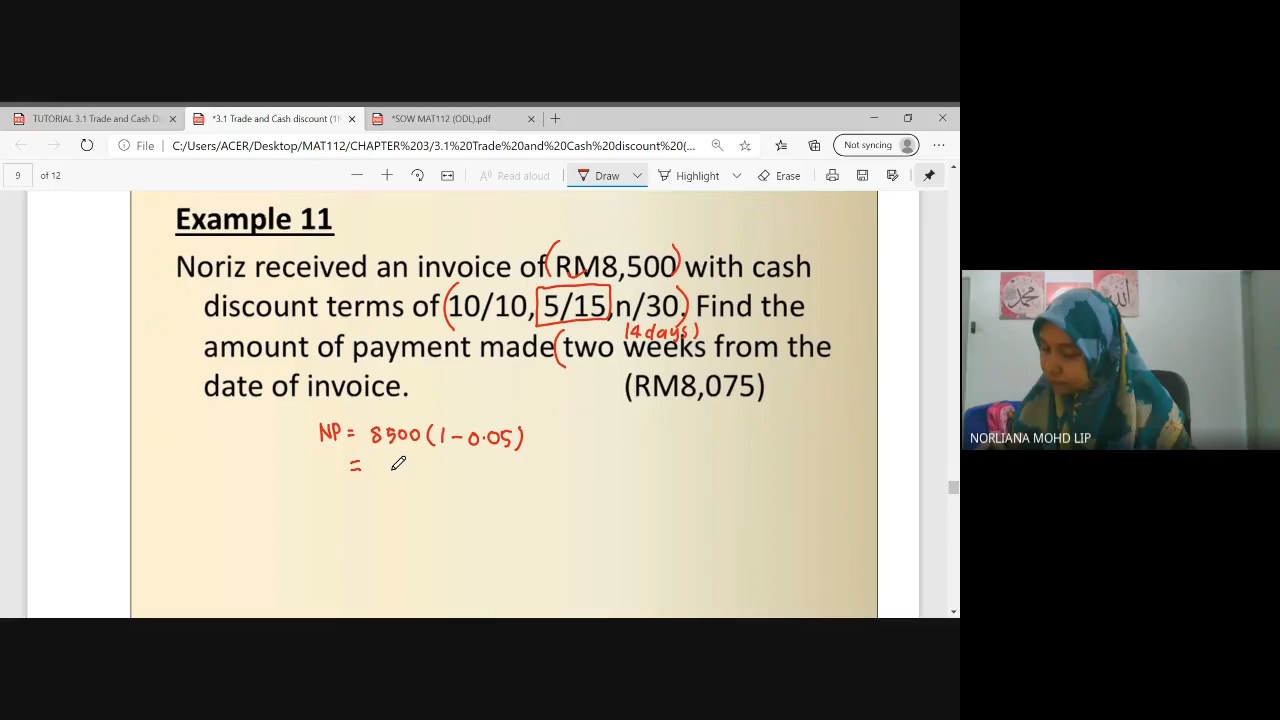 TUTORIAL 3.1 Trade and Cash Di
*3.1 Trade and Cash discount (1
*SOW MAT112 (ODL).pdf
File
C:/Users/ACER/Desktop/MAT112/CHAPTER%203/3.1%20Trade%20and%20Cash%20discount%20(...
Not syncing
9
of 12
Read aloud
Draw
Highlight
Erase
Example 11
Noriz received an invoice of (RM8,500) with cash
discount terms of (10/10, 5/15,n/30). Find the
14 days)
amount of payment made (two weeks from the
date of invoice. (RM8,075)
NP = 8500(1-0.05)
=
NORLIANA MOHD LIP